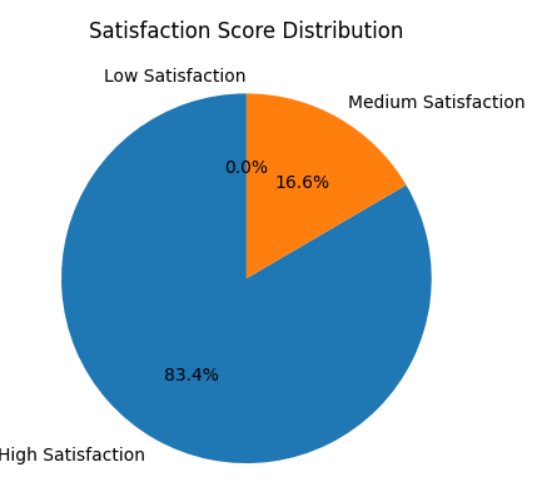 Satisfaction Score Distribution
Low Satisfaction
Medium Satisfaction
0.0%
16.6%
83.4%
High Satisfaction